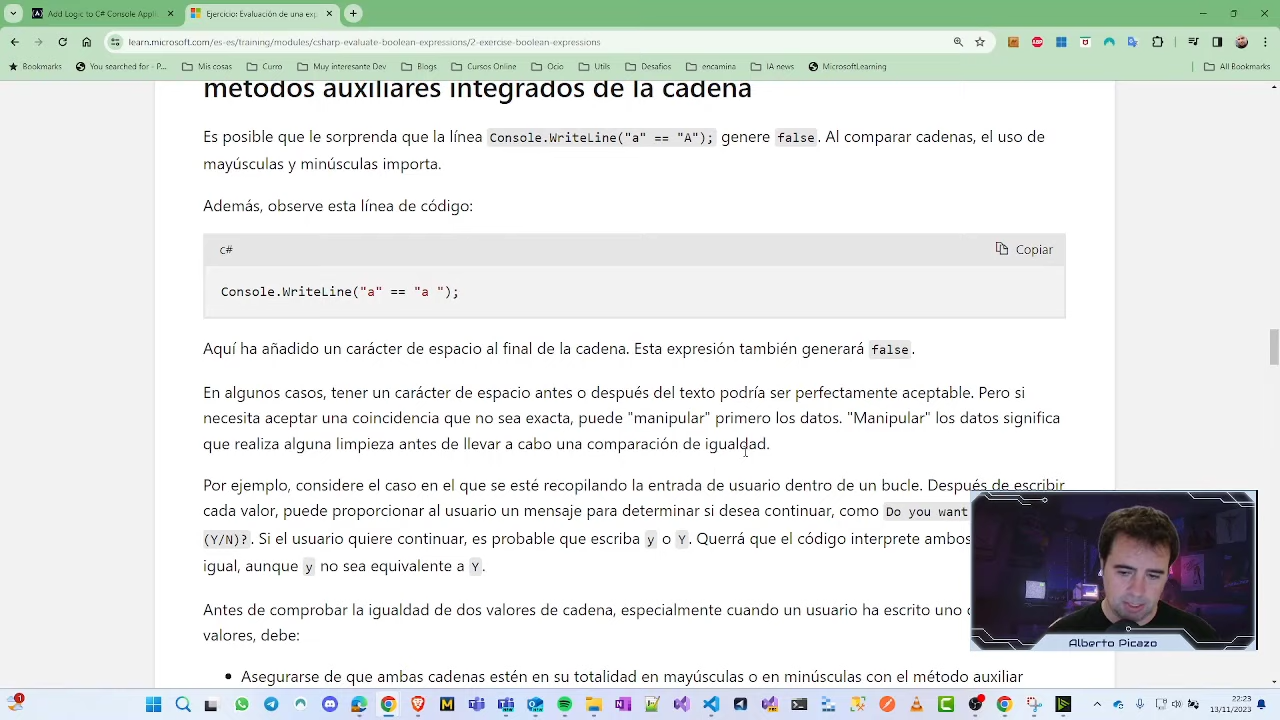 Add Logic to C# Console Appli
Ejercicio: Evaluación de una exp
learn.microsoft.com/es-es/training/modules/csharp-evaluate-boolean-expressions/2-exercise-boolean-expressions
Bookmarks
You searched for - P...
Mis cosas
Curro
Muy interesante Dev
Blogs
Cursos Online
Ocio
Utils
Desafios
encamina
IA news
MicrosoftLearning
All Bookmarks
métodos auxiliares integrados de la cadena
Es posible que le sorprenda que la línea Console.WriteLine("a" == "A"); genere false. Al comparar cadenas, el uso de
mayúsculas y minúsculas importa.
Además, observe esta línea de código:
c#
Copiar
Console.WriteLine("a" == "a ");
Aquí ha añadido un carácter de espacio al final de la cadena. Esta expresión también generará false.
En algunos casos, tener un carácter de espacio antes o después del texto podría ser perfectamente aceptable. Pero si
necesita aceptar una coincidencia que no sea exacta, puede "manipular" primero los datos. "Manipular" los datos significa
que realiza alguna limpieza antes de llevar a cabo una comparación de igualdad.
Por ejemplo, considere el caso en el que se esté recopilando la entrada de usuario dentro de un bucle. Después de escribir
cada valor, puede proporcionar al usuario un mensaje para determinar si desea continuar, como Do you want
(Y/N)?. Si el usuario quiere continuar, es probable que escriba y o Y. Querrá que el código interprete ambos
igual, aunque y no sea equivalente a Y.
Antes de comprobar la igualdad de dos valores de cadena, especialmente cuando un usuario ha escrito uno
valores, debe:
Alberto Picazo
• Asegurarse de que ambas cadenas estén en su totalidad en mayúsculas o en minúsculas con el método auxiliar
22:23
13/11/2023